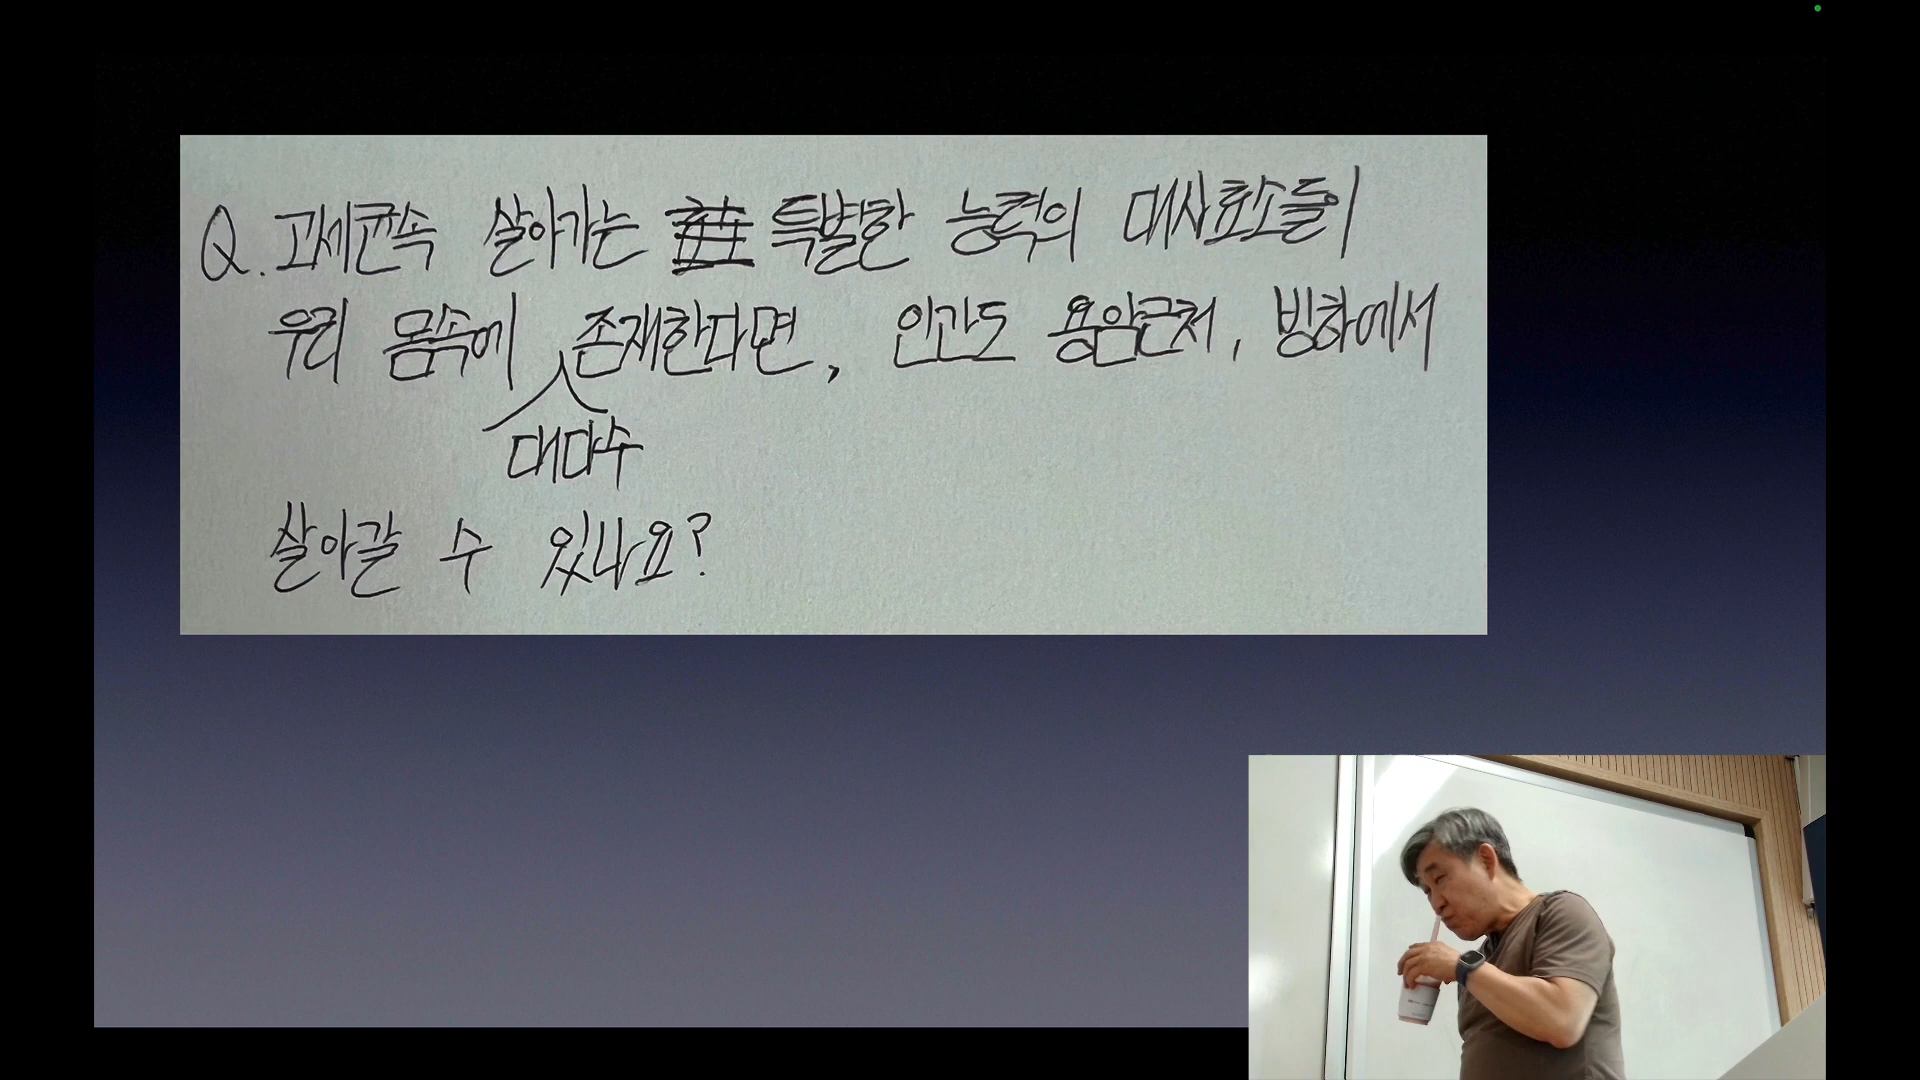 Q. 고세균속 살아가는 특별한 능력의 대사효소들이
우리 몸속에 존재한다면, 인간도 용암근처, 빙하에서
대다수
살아갈 수 있나요?